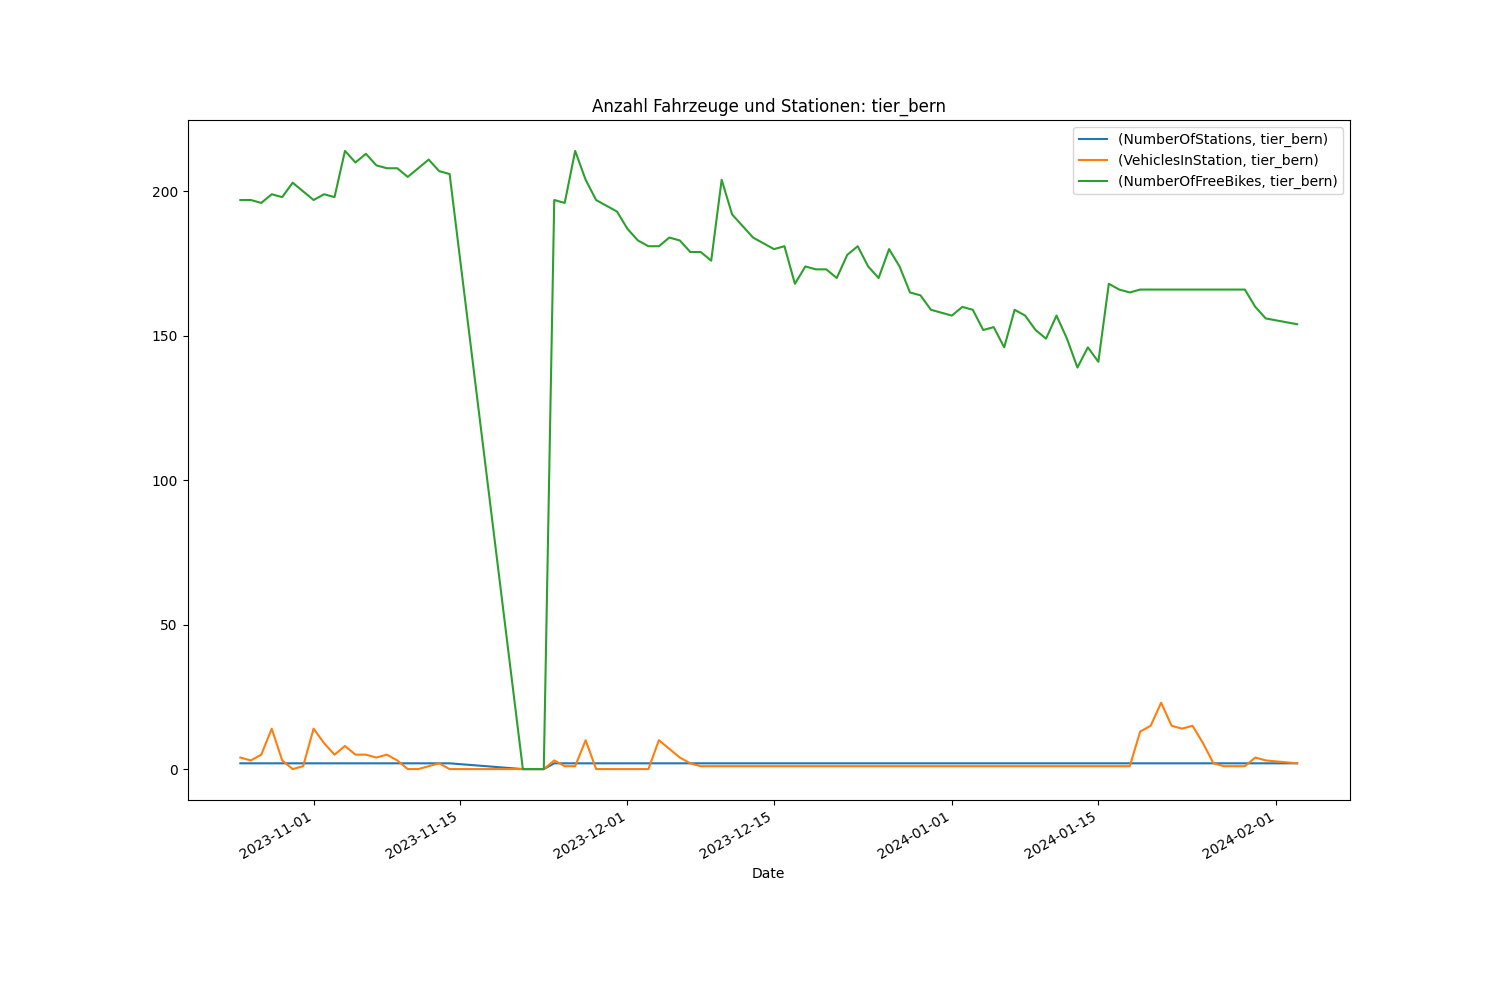 Anzahl Fahrzeuge und Stationen: tier_bern
(NumberOfStations, tier_bern)
(VehiclesInStation, tier_bern)
(NumberOfFreeBikes, tier_bern)
200
150
100
50
0
2023-11-01
2023-11-15
2023-12-01
2023-12-15
2024-01-01
2024-01-15
2024-02-01
Date